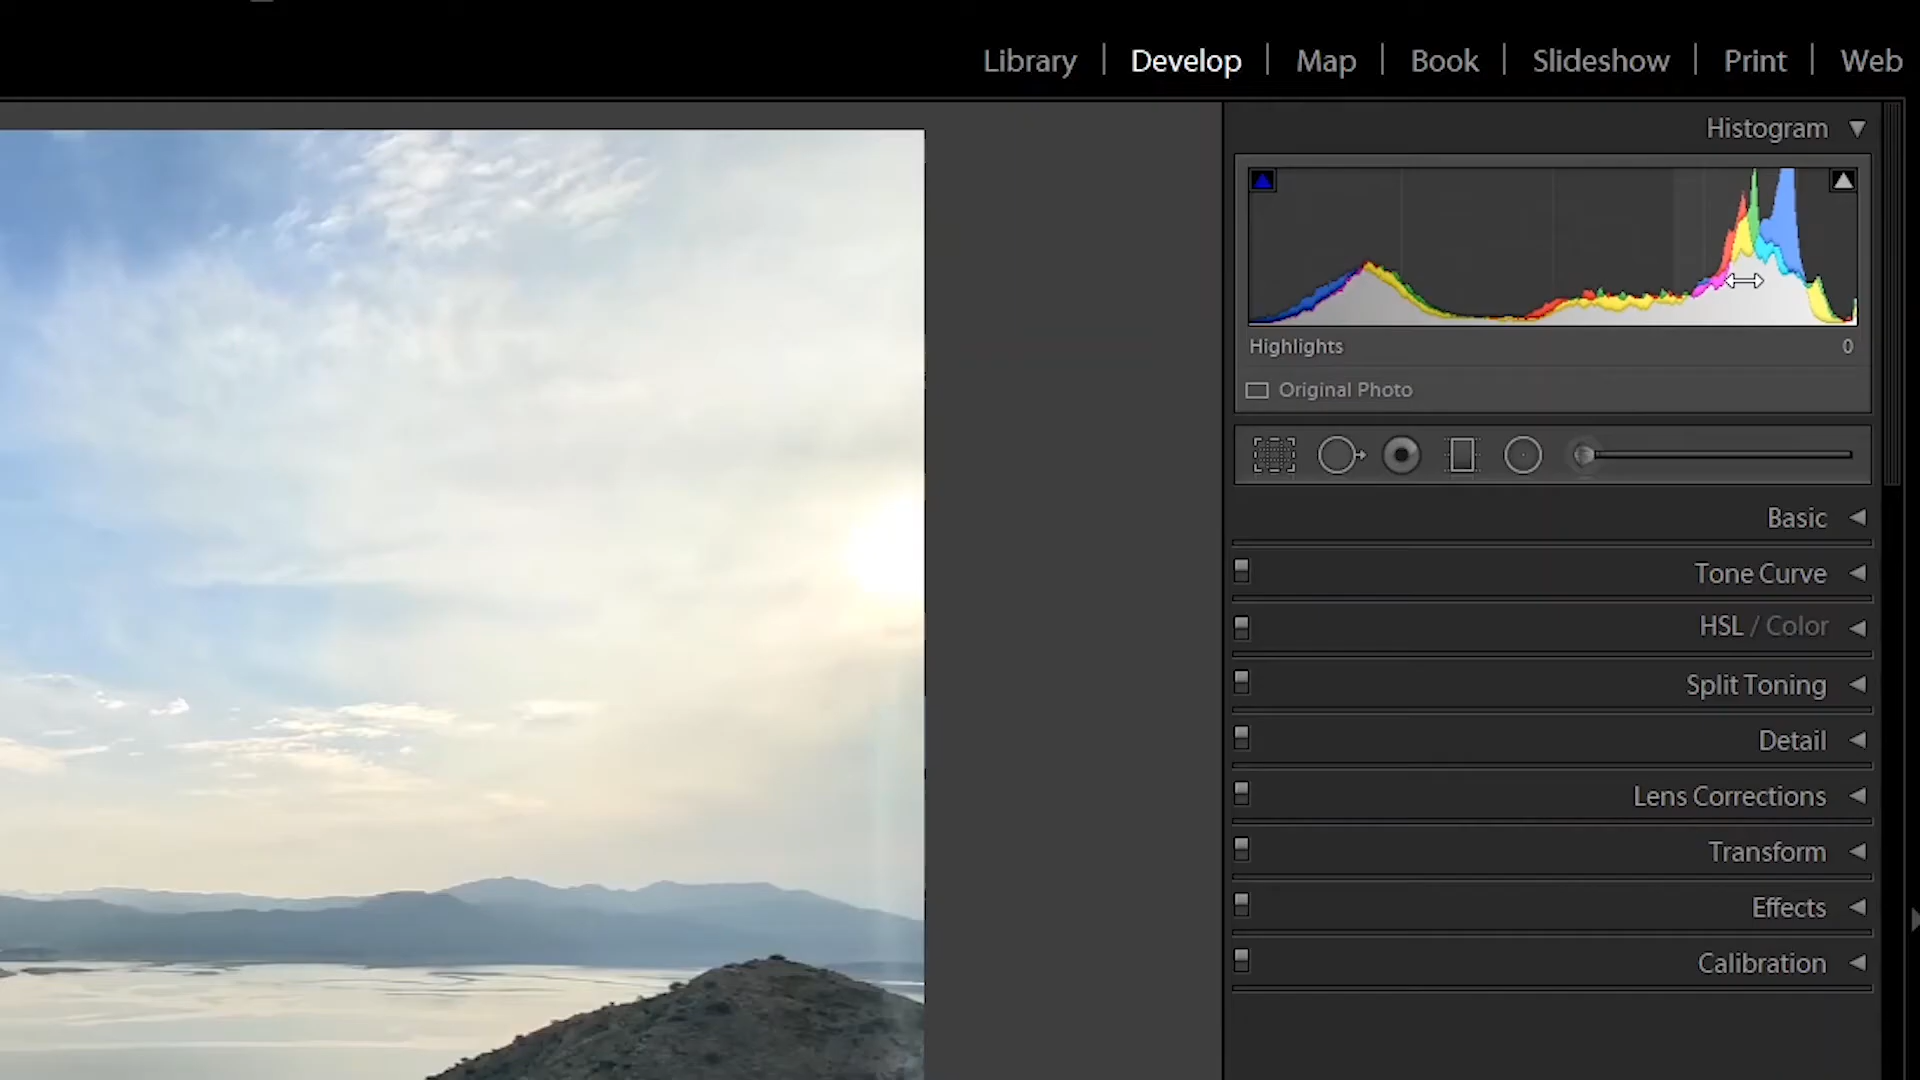 Library | Develop | Map | Book | Slideshow | Print | Web
Histogram
Highlights 0
Original Photo
Basic
Tone Curve
HSL / Color
Split Toning
Detail
Lens Corrections
Transform
Effects
Calibration